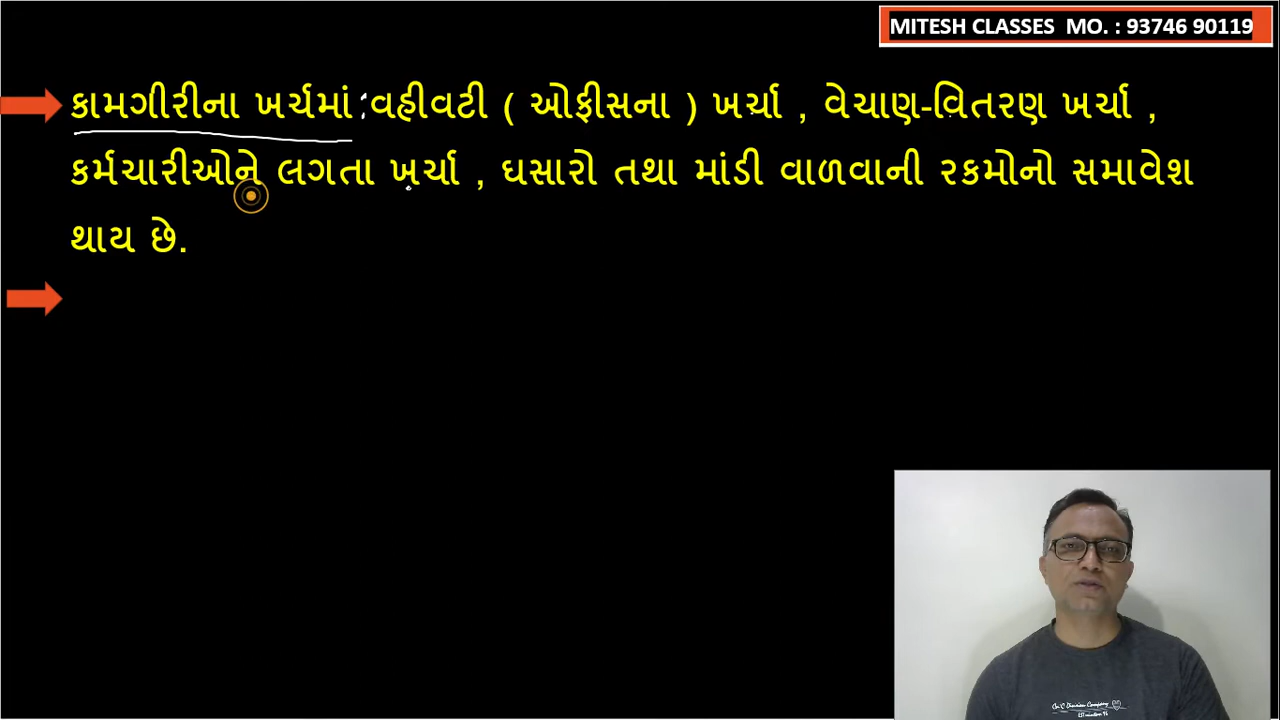 MITESH CLASSES MO. : 93746 90119
કામગીરીના ખર્ચમાં વહીવટી ( ઓફીસના ) ખર્ચા , વેચાણ-વિતરણ ખર્ચા ,
કર્મચારીઓને લગતા ખર્ચા , ઘસારો તથા માંડી વાળવાની રકમોનો સમાવેશ
થાય છે.